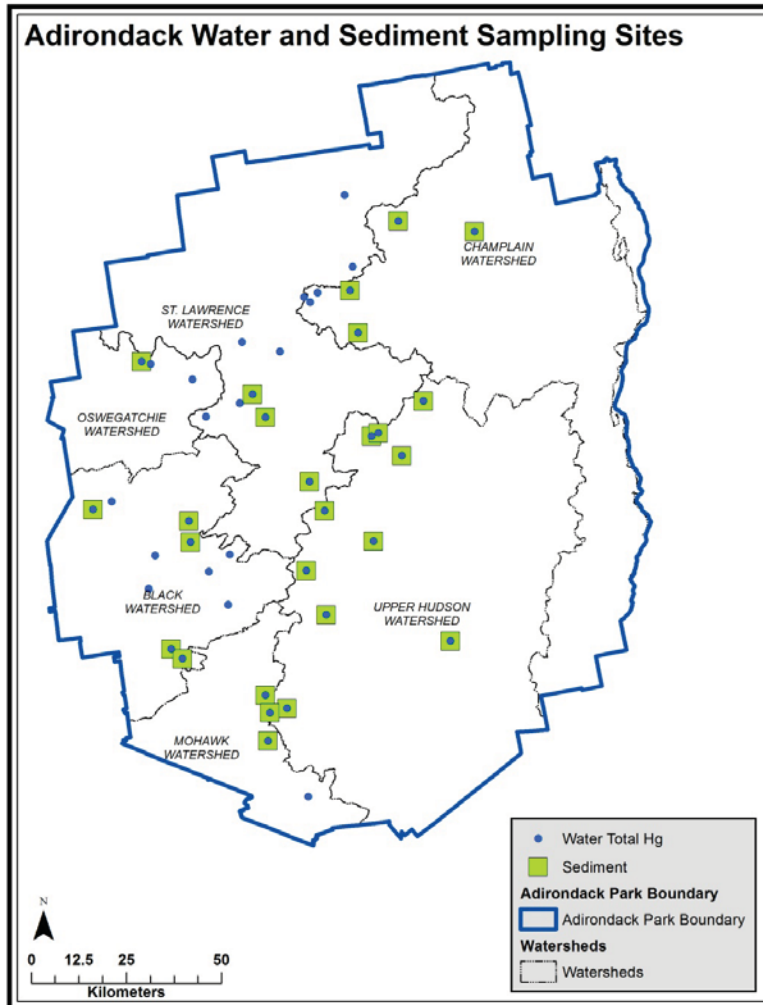 Adirondack Water and Sediment Sampling Sites
CHAMPLAIN
WATERSHED
ST. LAWRENCE
WATERSHED
OSWEGATCHIE
WATERSHED
BLACK
WATERSHED
UPPER HUDSON
WATERSHED
MOHAWK
WATERSHED
Water Total Hg
Sediment
Adirondack Park Boundary
Adirondack Park Boundary
Watersheds
Watersheds
N
0 12.5 25 50
Kilometers